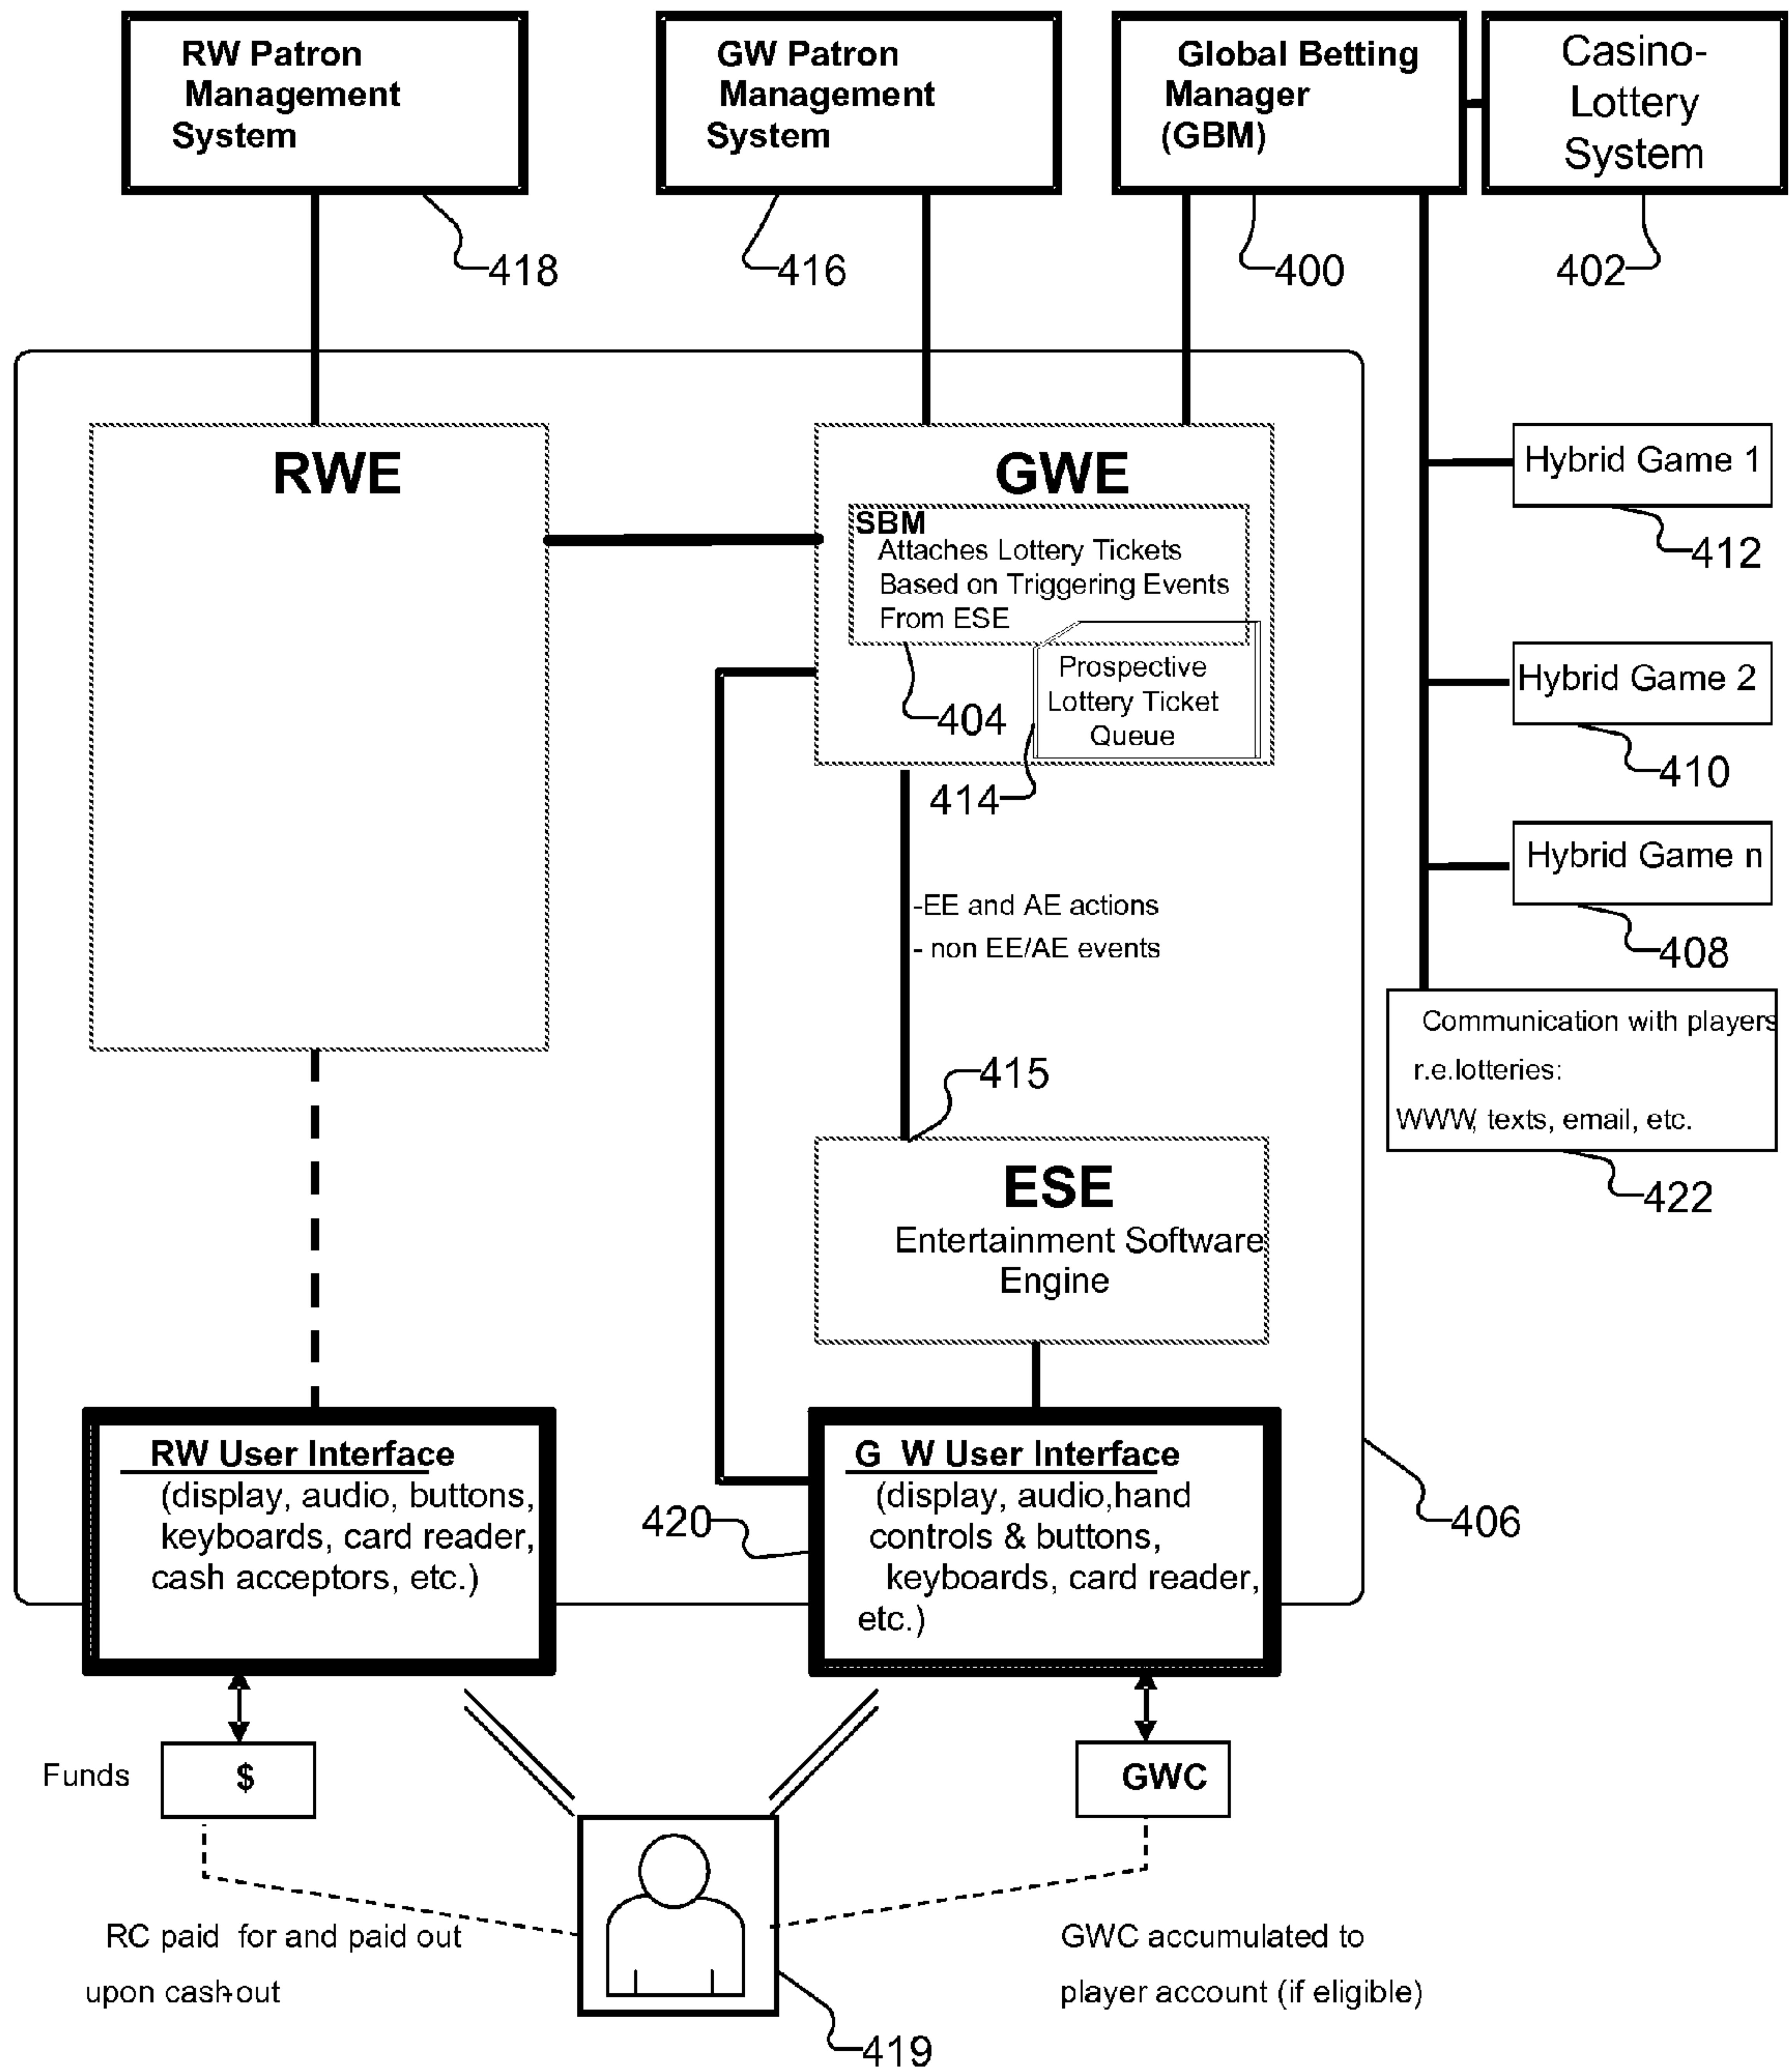 RW Patron
Management
System
GW Patron
Management
System
Global Betting
Manager
(GBM)
Casino-
Lottery
System
418
416
400
402
RWE
GWE
SBM
Attaches Lottery Tickets
Based on Triggering Events
From ESE
Prospective
Lottery Ticket
Queue
404
414
Hybrid Game 1
412
Hybrid Game 2
410
Hybrid Game n
408
-EE and AE actions
- non EE/AE events
Communication with players
r.e.lotteries:
WWW, texts, email, etc.
422
415
ESE
Entertainment Software
Engine
RW User Interface
(display, audio, buttons,
keyboards, card reader,
cash acceptors, etc.)
G W User Interface
(display, audio,hand
controls & buttons,
keyboards, card reader,
etc.)
420
406
Funds
$
GWC
RC paid for and paid out
upon cash-out
GWC accumulated to
player account (if eligible)
419